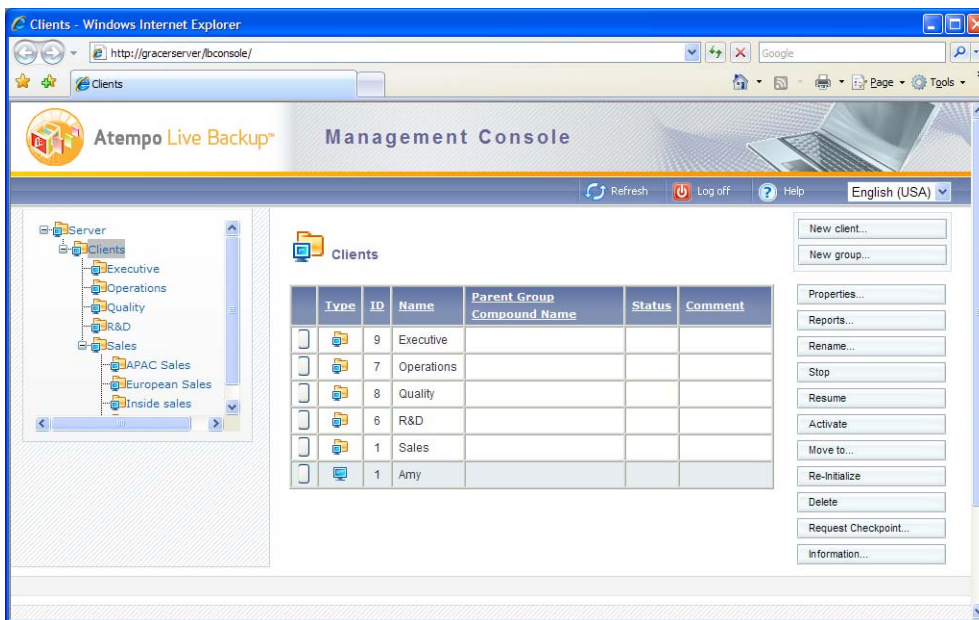 Clients - Windows Internet Explorer
http://gracerserver/lbconsole/
Google
Clients
Page
Tools
Atempo Live Backup™
Management Console
Refresh
Log off
Help
English (USA)
Server
Clients
Executive
Operations
Quality
R&D
Sales
APAC Sales
European Sales
Inside sales
Clients
Type ID Name Parent Group Status Comment
Compound Name
9 Executive
7 Operations
8 Quality
6 R&D
1 Sales
1 Amy
New client...
New group...
Properties...
Reports...
Rename...
Stop
Resume
Activate
Move to...
Re-Initialize
Delete
Request Checkpoint...
Information...